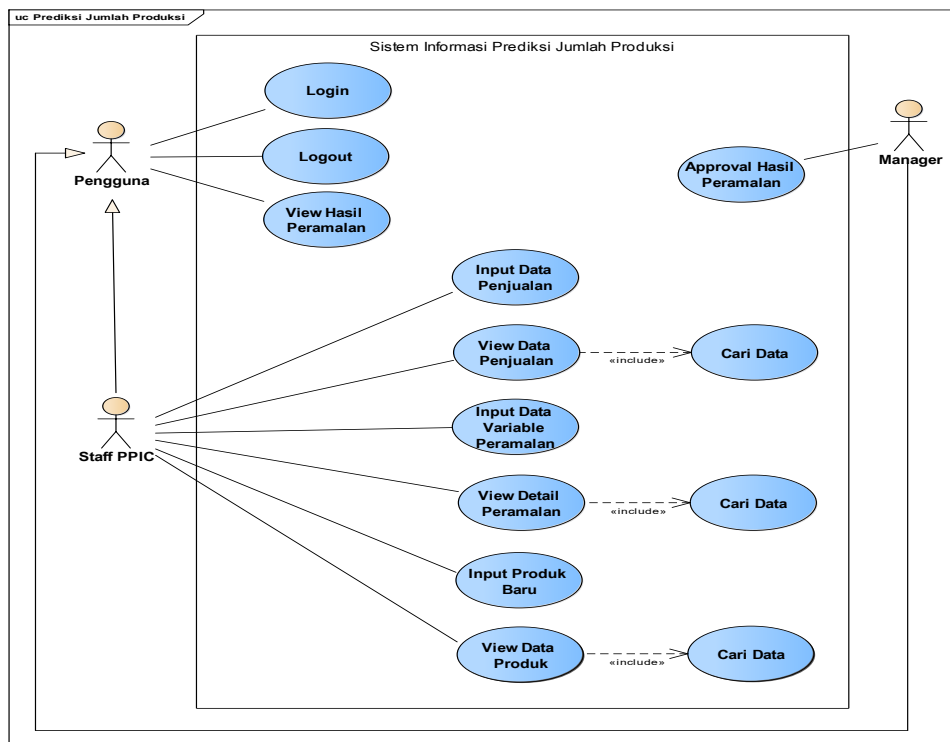 uc Prediksi Jumlah Produksi
Sistem Informasi Prediksi Jumlah Produksi
Login
Logout
View Hasil
Peramalan
Pengguna
Approval Hasil
Peramalan
Manager
Input Data
Penjualan
View Data
Penjualan
«include»
Cari Data
Input Data
Variable
Peramalan
Staff PPIC
View Detail
Peramalan
«include»
Cari Data
Input Produk
Baru
View Data
Produk
«include»
Cari Data